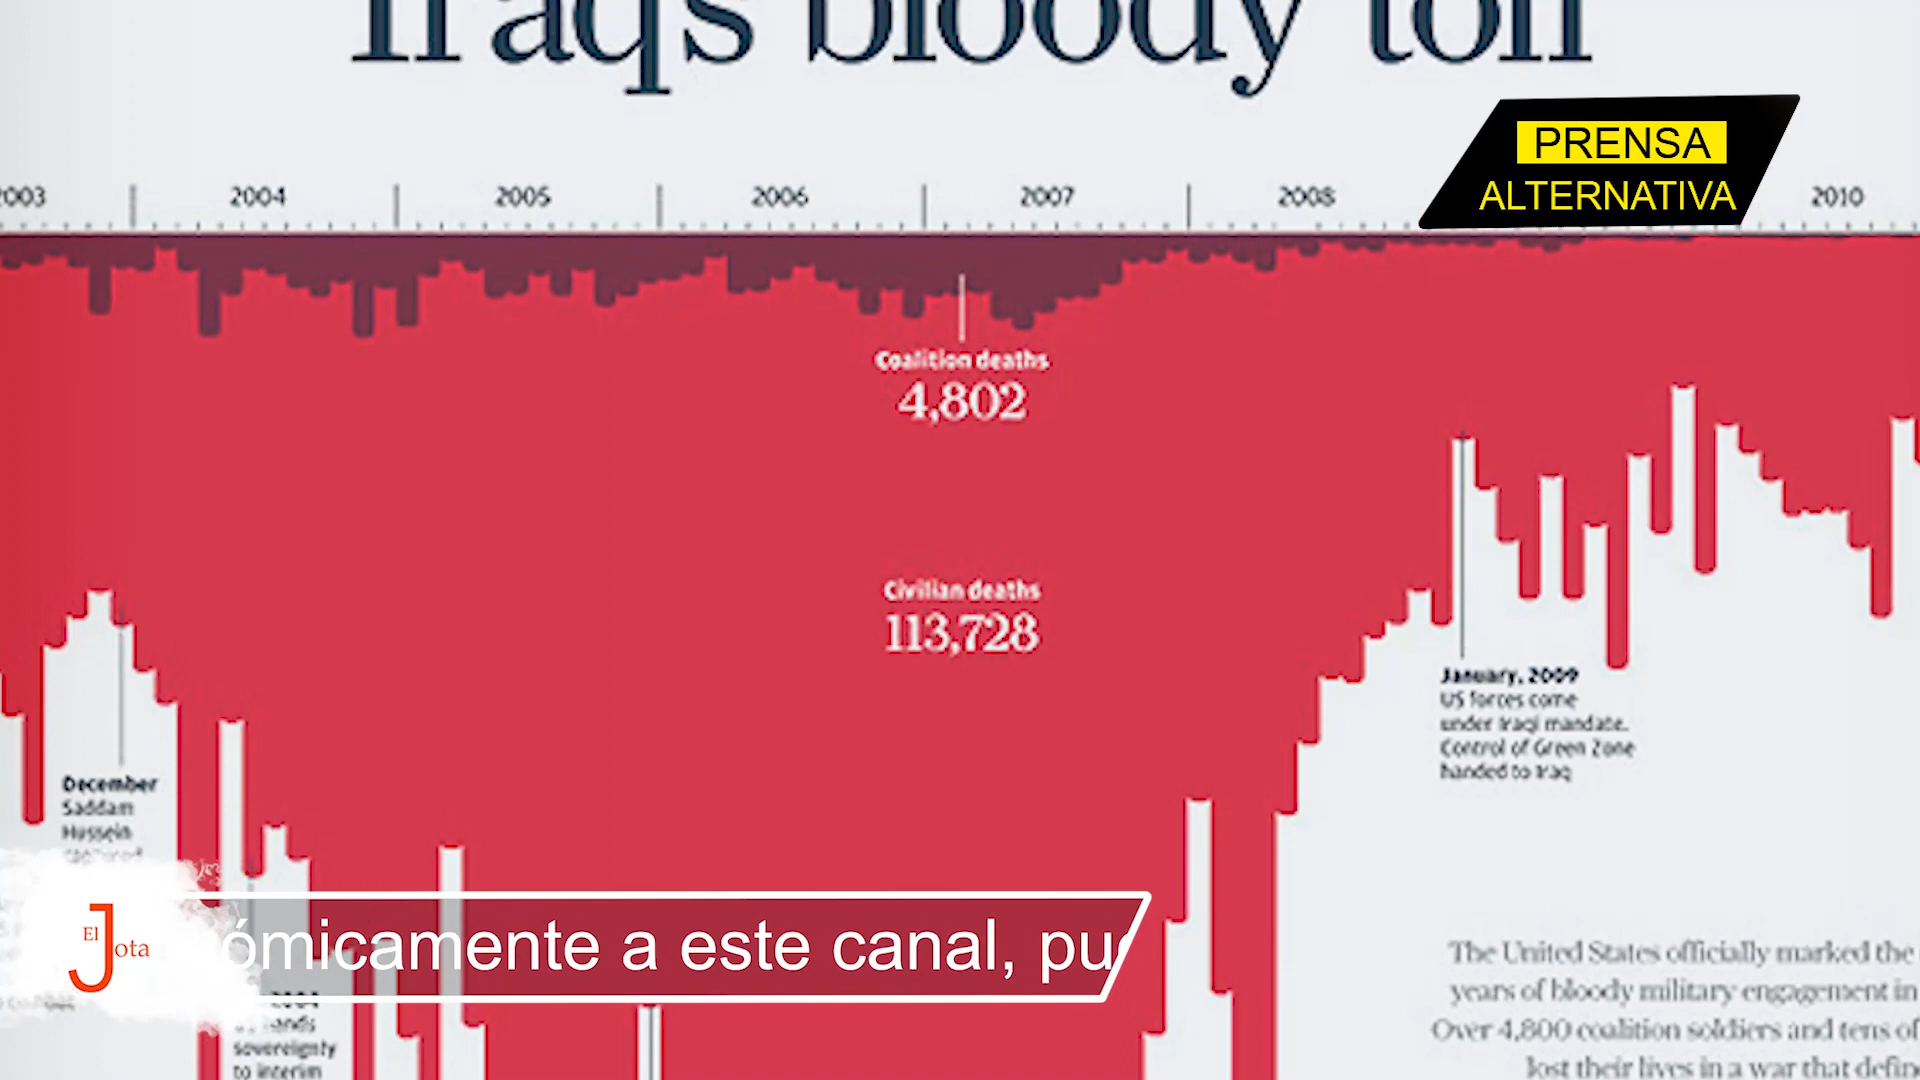 Iraq's bloody toll
PRENSA
ALTERNATIVA
2003
2004
2005
2006
2007
2008
2010
Coalition deaths
4,802
Civilian deaths
113,728
January, 2009
US forces come
under Iraqi mandate.
Control of Green Zone
handed to Iraq
December
Saddam
Hussein
captured
El Jota
ómicamente a este canal, pu
sovereignty
to interim
The United States officially marked the
years of bloody military engagement in
Over 4,800 coalition soldiers and tens of
lost their lives in a war that